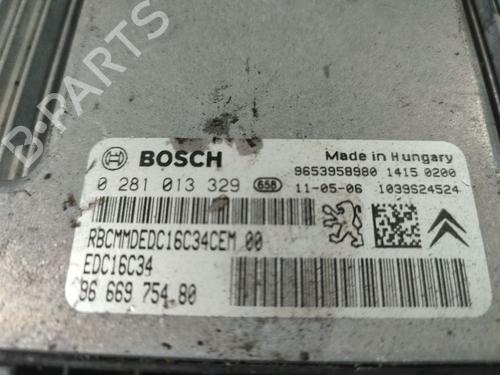 B-PARTS
BOSCH
Made in Hungary
0 281 013 329
658
9653958980 1415 0200
11-05-06 1039S24524
RBCMMDEDC16C34CEM 00
EDC16C34
96 669 754 80